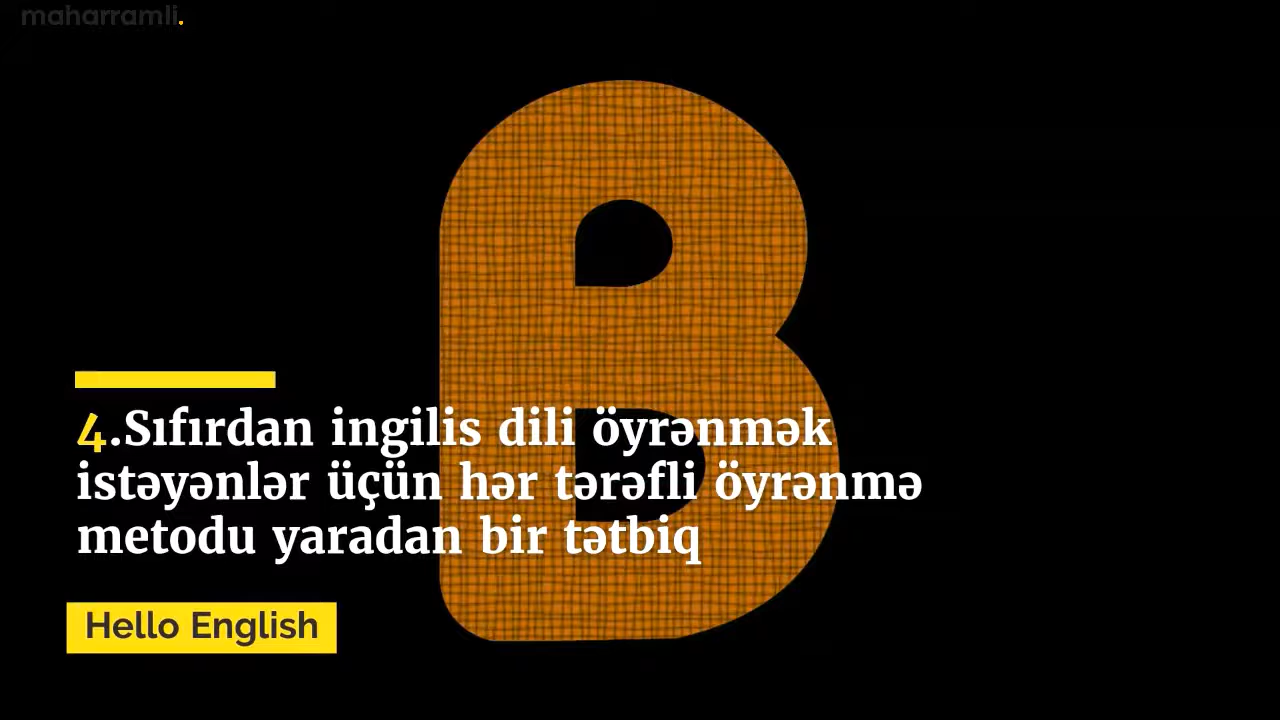 maharramli.
B
4.Sıfırdan ingilis dili öyrənmək
istəyənlər üçün hər tərəfli öyrənmə
metodu yaradan bir tətbiq
Hello English